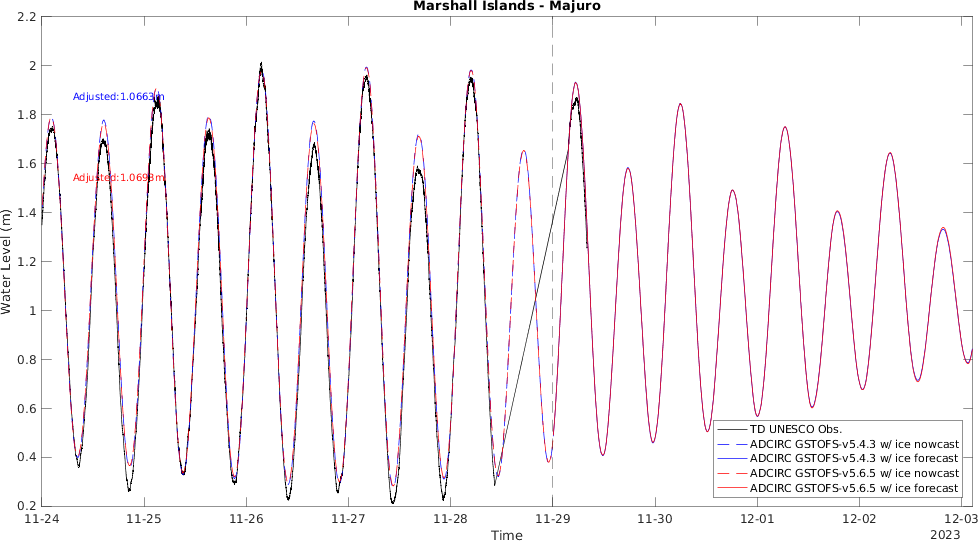 Marshall Islands - Majuro
2.2
2
1.8
1.6
1.4
1.2
1
0.8
0.6
0.4
0.2
Water Level (m)
Adjusted:1.0663m
Adjusted:1.0693m
TD UNESCO Obs.
ADCIRC GSTOFS-v5.4.3 w/ ice nowcast
ADCIRC GSTOFS-v5.4.3 w/ ice forecast
ADCIRC GSTOFS-v5.6.5 w/ ice nowcast
ADCIRC GSTOFS-v5.6.5 w/ ice forecast
11-24 11-25 11-26 11-27 11-28 11-29 11-30 12-01 12-02 12-03
Time 2023